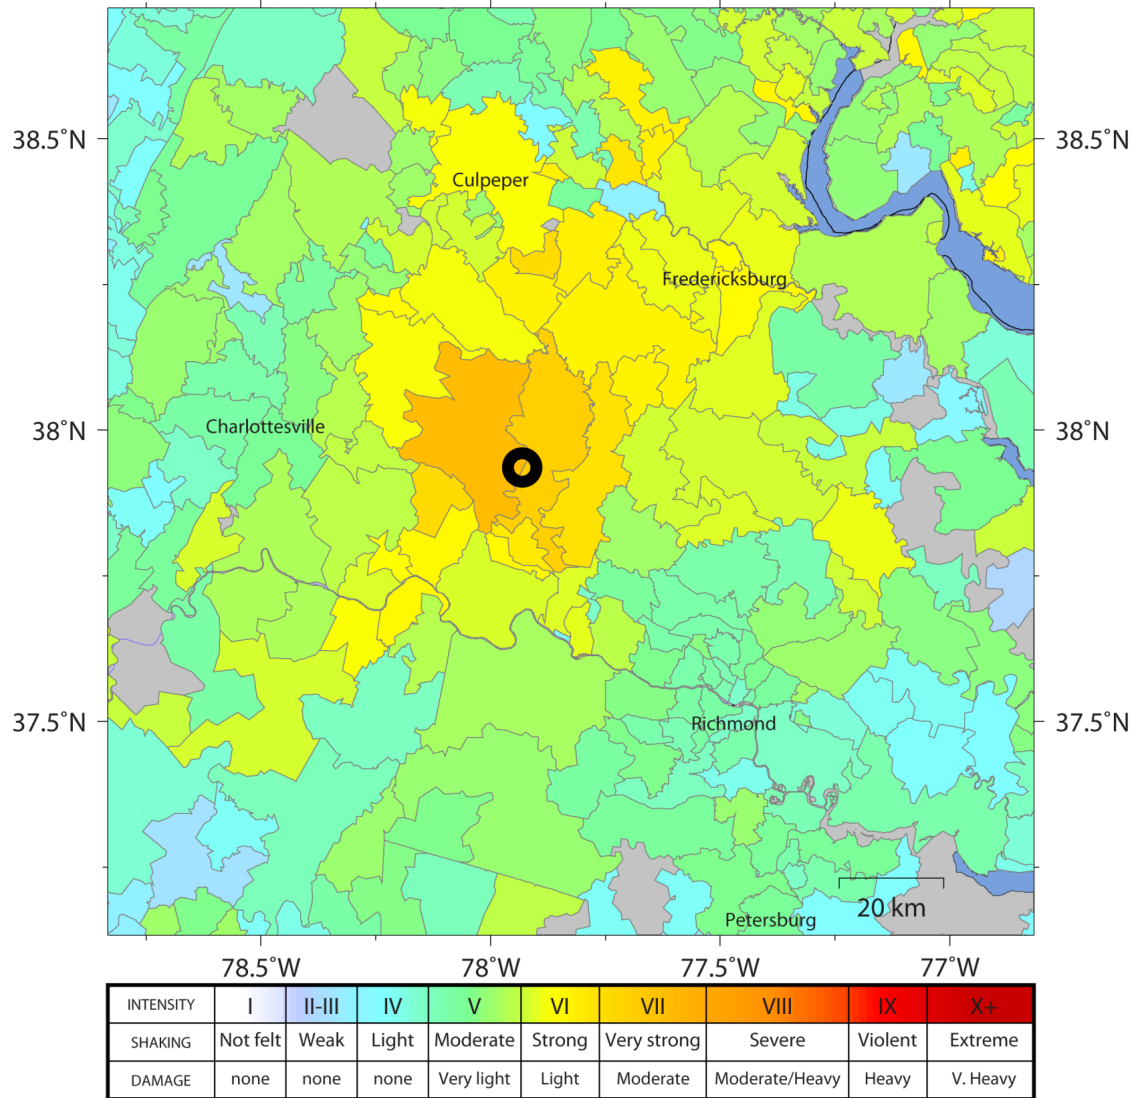 38.5°N
38.5°N
Culpeper
Fredericksburg
38°N
Charlottesville
38°N
37.5°N
Richmond
37.5°N
20 km
Petersburg
78.5°W 78°W 77.5°W 77°W
INTENSITY I II-III IV V VI VII VIII IX X+
SHAKING Not felt Weak Light Moderate Strong Very strong Severe Violent Extreme
DAMAGE none none none Very light Light Moderate Moderate/Heavy Heavy V. Heavy